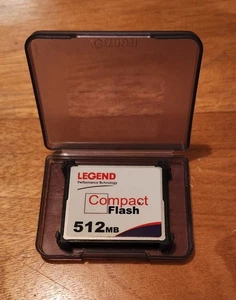 LEGEND
Performance Technology
Compact
Flash
512MB